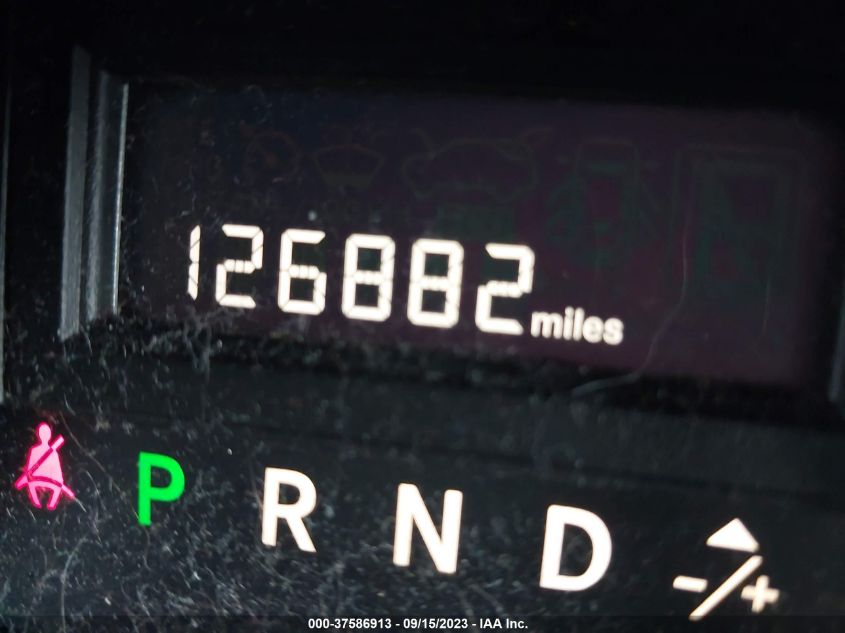 126882 miles
P R N D -/+
000-37586913 - 09/15/2023 - IAA Inc.